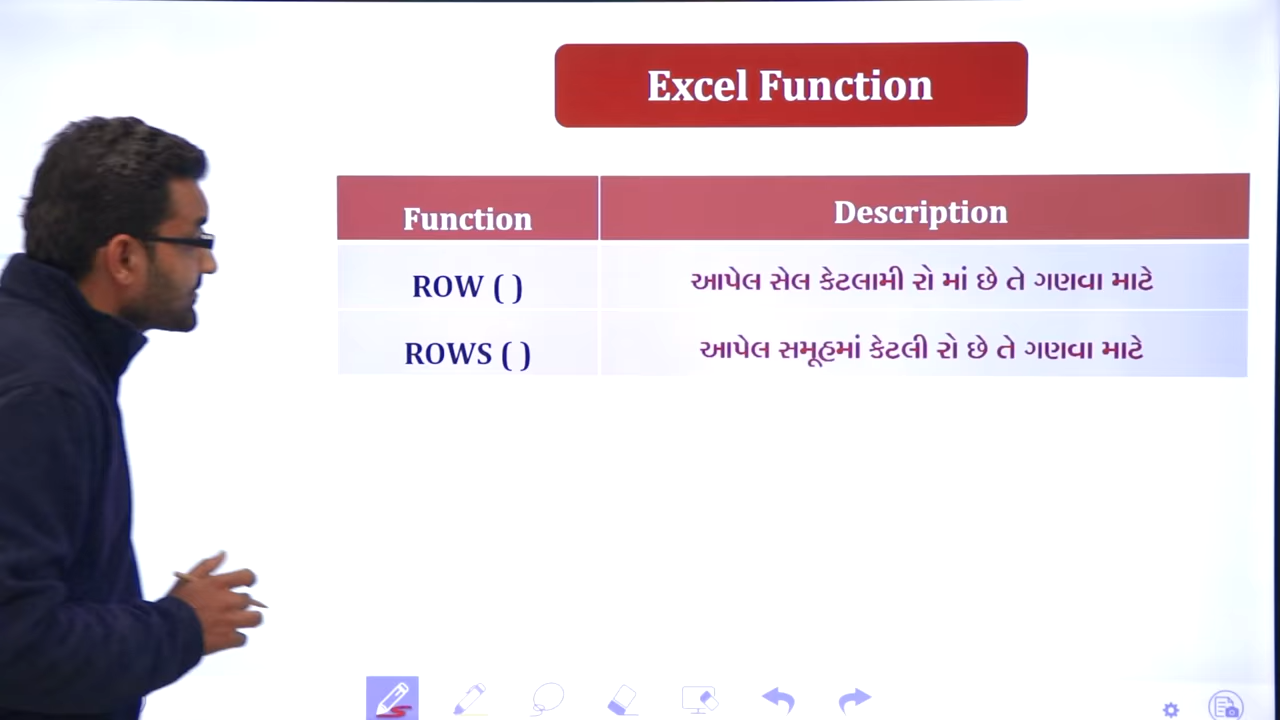 Excel Function
Function Description
ROW ( ) આપેલ સેલ કેટલામી રો માં છે તે ગણવા માટે
ROWS ( ) આપેલ સમૂહમાં કેટલી રો છે તે ગણવા માટે